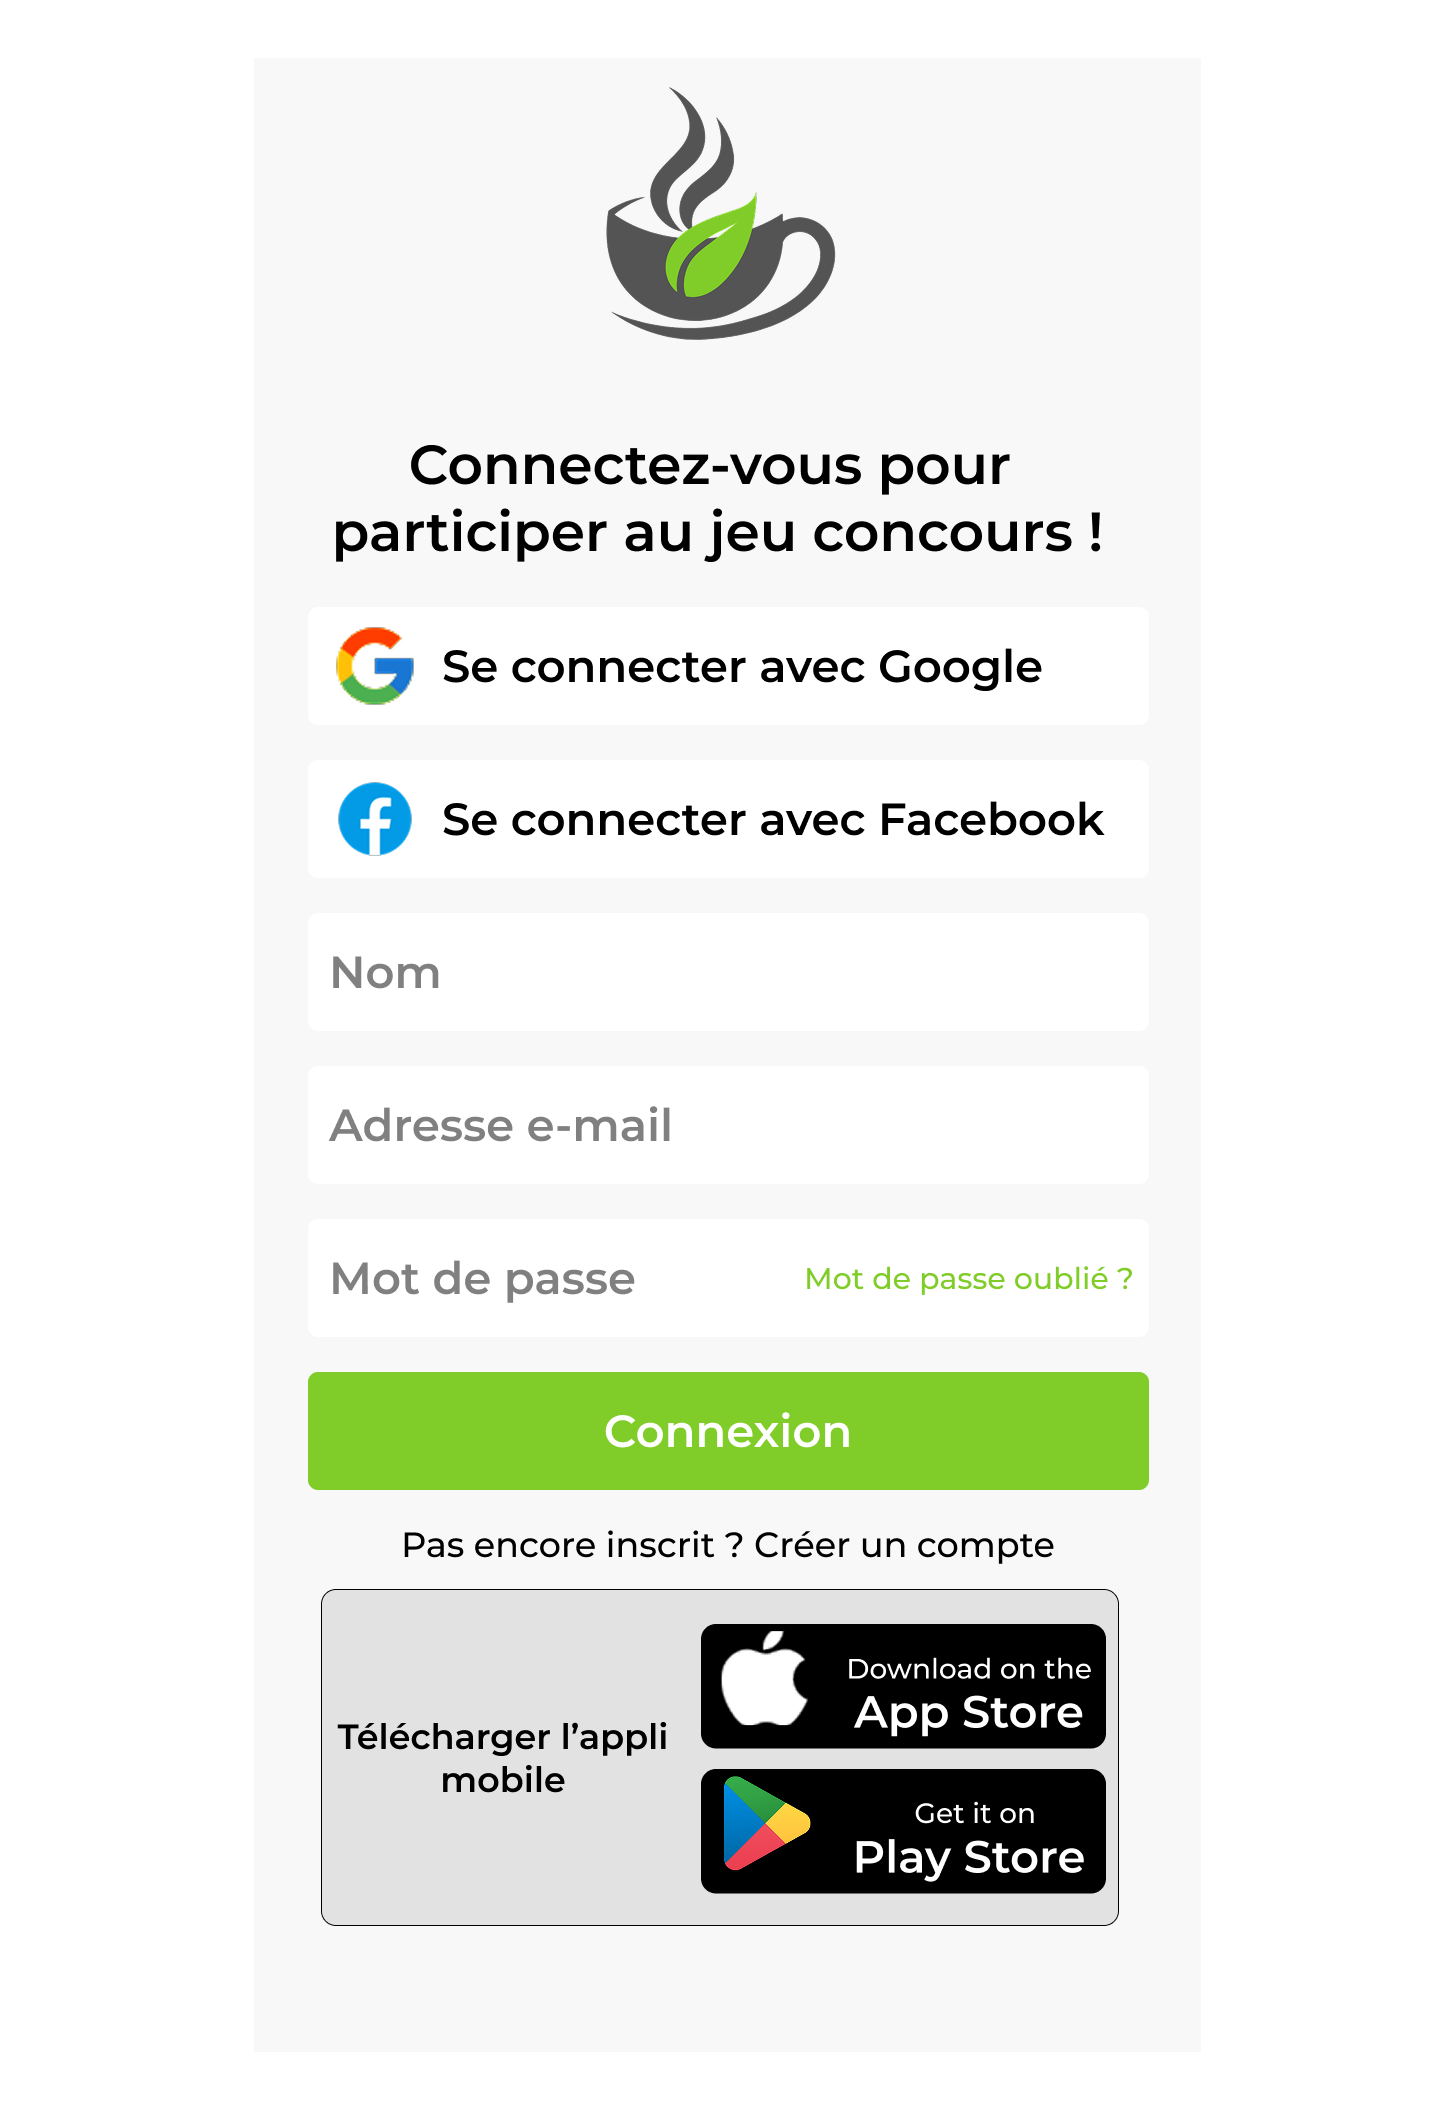 Connectez-vous pour
participer au jeu concours !
Se connecter avec Google
Se connecter avec Facebook
Nom
Adresse e-mail
Mot de passe
Mot de passe oublié ?
Connexion
Pas encore inscrit ? Créer un compte
Télécharger l’appli
mobile
Download on the
App Store
Get it on
Play Store